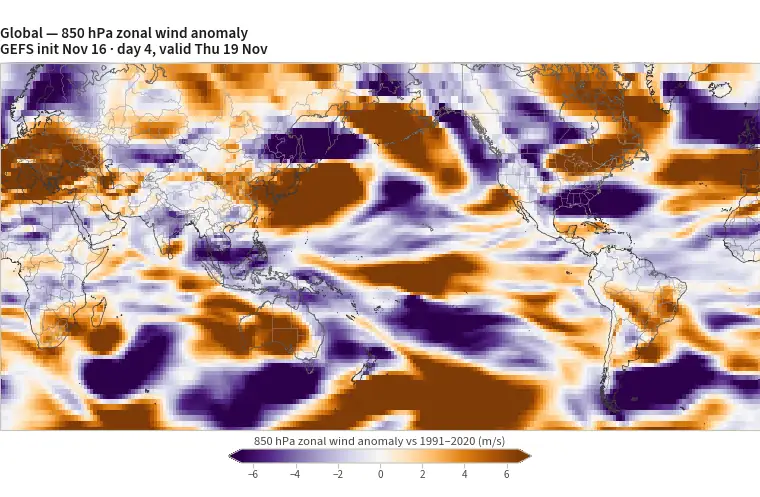 Global — 850 hPa zonal wind anomaly
GEFS init Nov 16 · day 4, valid Thu 19 Nov
850 hPa zonal wind anomaly vs 1991–2020 (m/s)
−6 −4 −2 0 2 4 6